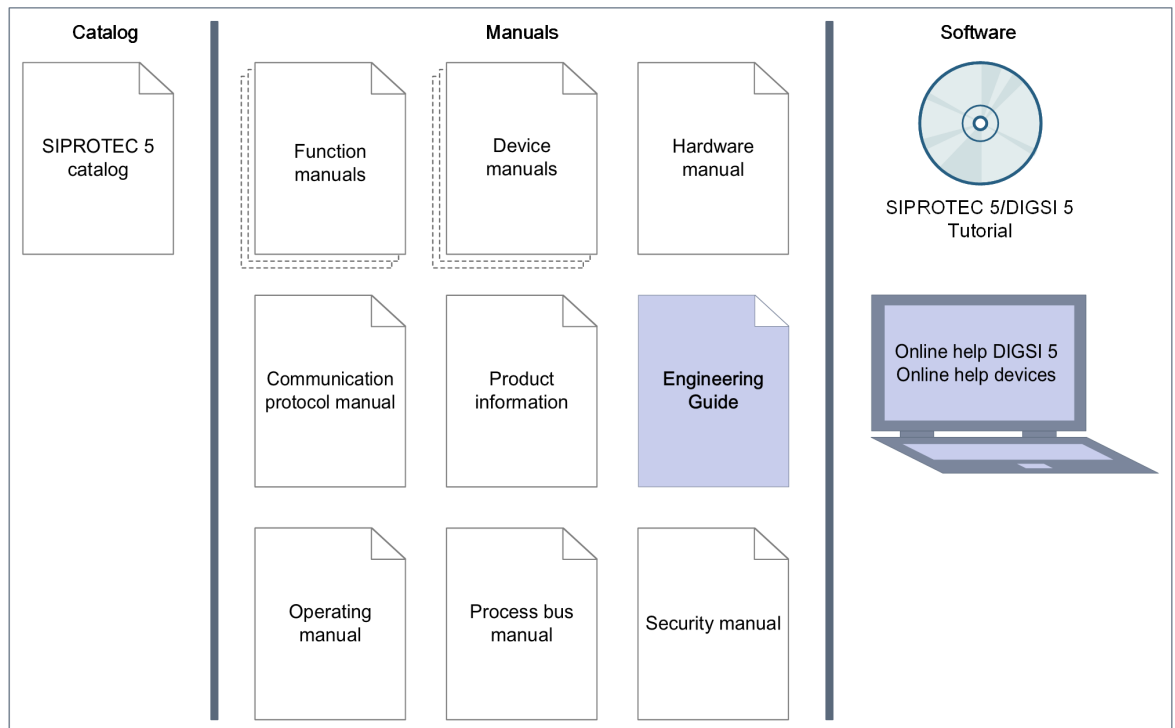 Catalog
Manuals
Software
SIPROTEC 5
catalog
Function
manuals
Device
manuals
Hardware
manual
SIPROTEC 5/DIGSI 5
Tutorial
Communication
protocol manual
Product
information
Engineering
Guide
Online help DIGSI 5
Online help devices
Operating
manual
Process bus
manual
Security manual